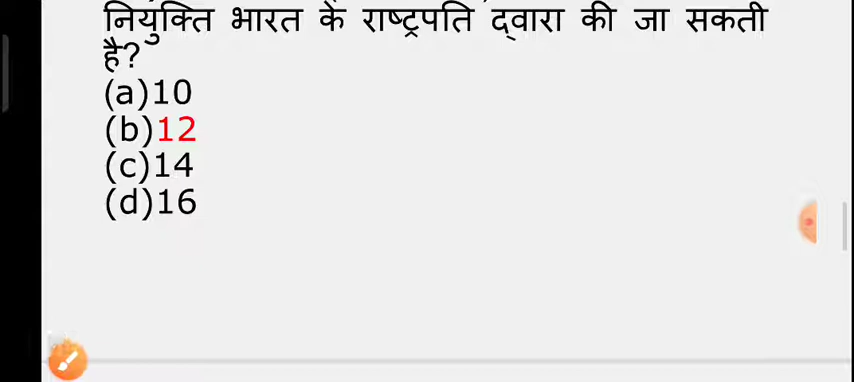 नियुक्ति भारत के राष्ट्रपति द्वारा की जा सकती
है?
(a)10
(b)12
(c)14
(d)16